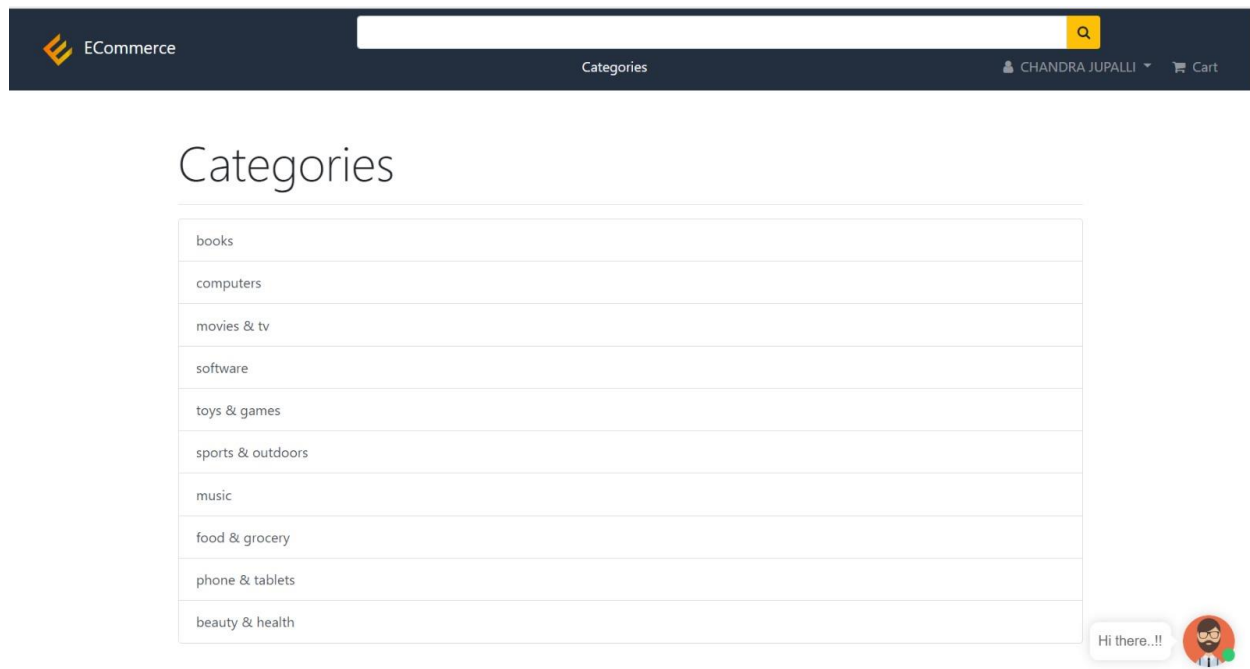 ECommerce
Categories
CHANDRA JUPALLI
Cart
Categories
books
computers
movies & tv
software
toys & games
sports & outdoors
music
food & grocery
phone & tablets
beauty & health
Hi there..!!